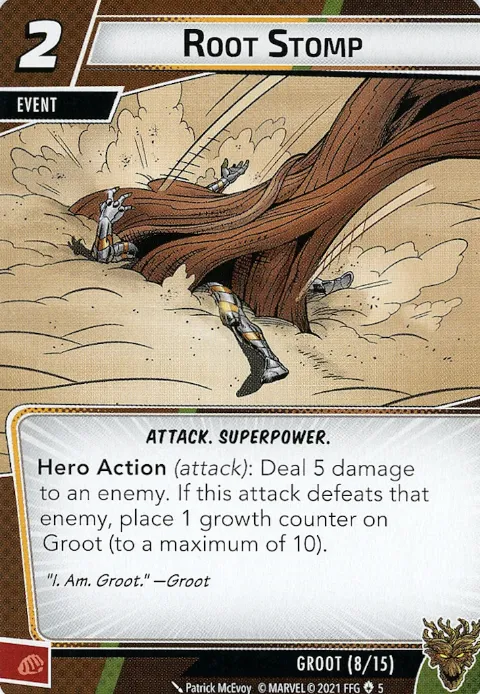 2
ROOT STOMP
EVENT
ATTACK. SUPERPOWER.
Hero Action (attack): Deal 5 damage
to an enemy. If this attack defeats that
enemy, place 1 growth counter on
Groot (to a maximum of 10).
"I. Am. Groot." —Groot
GROOT (8/15)
Patrick McEvoy © MARVEL © 2021 FFG 5